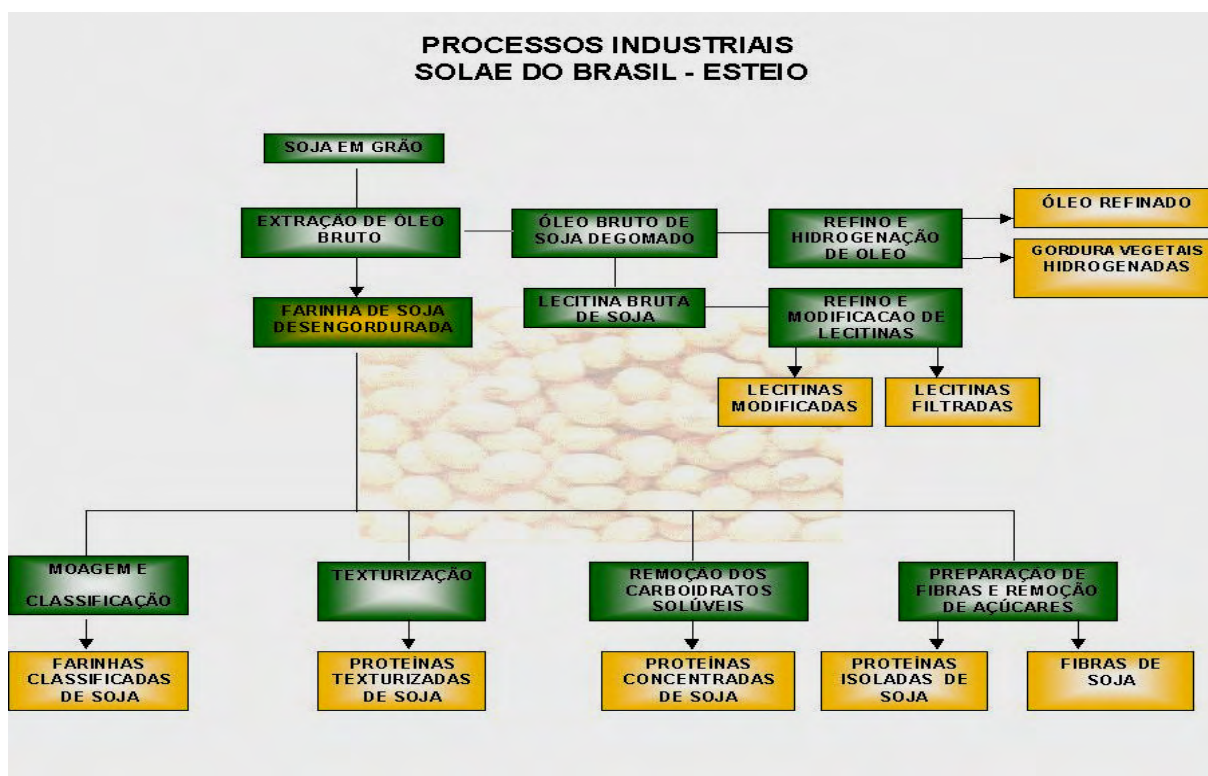 PROCESSOS INDUSTRIAIS
SOLAE DO BRASIL - ESTEIO
SOJA EM GRÃO
EXTRAÇÃO DE ÓLEO
BRUTO
ÓLEO BRUTO DE
SOJA DEGOMADO
REFINO E
HIDROGENAÇÃO
DE OLEO
ÓLEO REFINADO
GORDURA VEGETAIS
HIDROGENADAS
FARINHA DE SOJA
DESENGORDURADA
LECITINA BRUTA
DE SOJA
REFINO E
MODIFICACAO DE
LECITINAS
LECITINAS
MODIFICADAS
LECITINAS
FILTRADAS
MOAGEM E
CLASSIFICAÇÃO
TEXTURIZAÇÃO
REMOÇÃO DOS
CARBOIDRATOS
SOLÚVEIS
PREPARAÇÃO DE
FIBRAS E REMOÇÃO
DE AÇÚCARES
FARINHAS
CLASSIFICADAS
DE SOJA
PROTEÍNAS
TEXTURIZADAS
DE SOJA
PROTEÍNAS
CONCENTRADAS
DE SOJA
PROTEÍNAS
ISOLADAS DE
SOJA
FIBRAS DE
SOJA